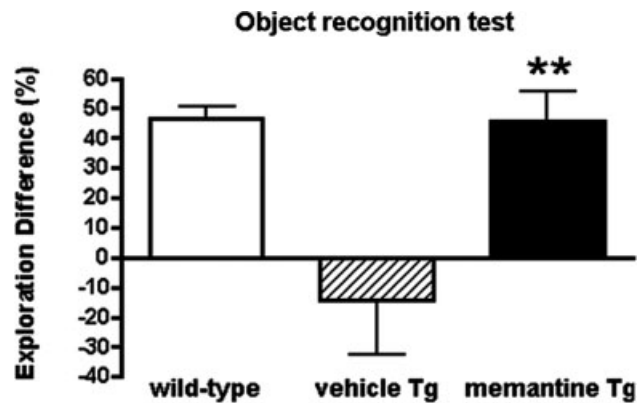 Object recognition test
Exploration Difference (%)
60
50
40
30
20
10
0
-10
-20
-30
-40
**
wild-type
vehicle Tg
memantine Tg